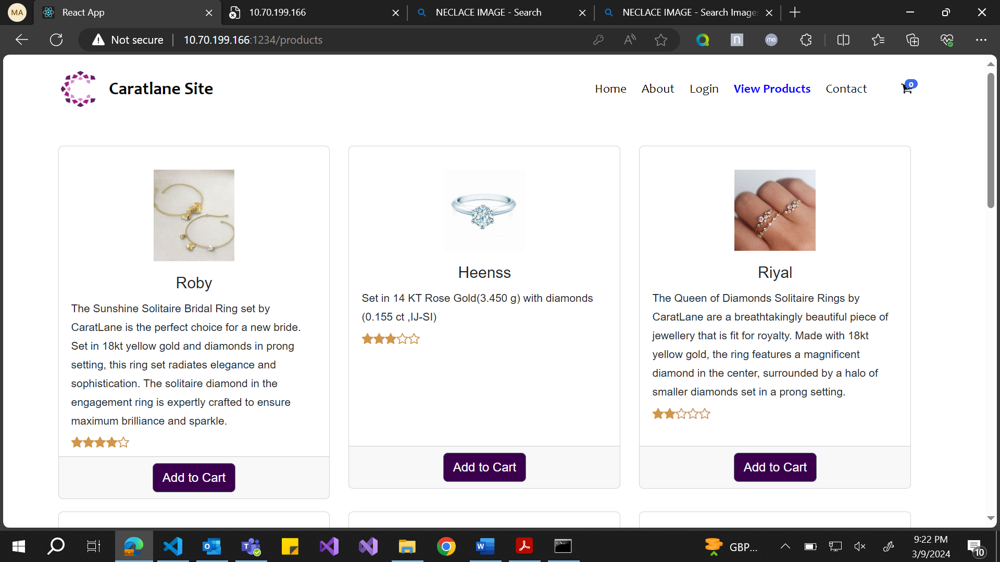 MA
React App
10.70.199.166
NECLACE IMAGE - Search
NECLACE IMAGE - Search Images
Not secure
10.70.199.166:1234/products
n
me
Caratlane Site
Home
About
Login
View Products
Contact
0
Roby
The Sunshine Solitaire Bridal Ring set by
CaratLane is the perfect choice for a new bride.
Set in 18kt yellow gold and diamonds in prong
setting, this ring set radiates elegance and
sophistication. The solitaire diamond in the
engagement ring is expertly crafted to ensure
maximum brilliance and sparkle.
Add to Cart
Heenss
Set in 14 KT Rose Gold(3.450 g) with diamonds
(0.155 ct ,IJ-SI)
Add to Cart
Riyal
The Queen of Diamonds Solitaire Rings by
CaratLane are a breathtakingly beautiful piece of
jewellery that is fit for royalty. Made with 18kt
yellow gold, the ring features a magnificent
diamond in the center, surrounded by a halo of
smaller diamonds set in a prong setting.
Add to Cart
GBP...
9:22 PM
3/9/2024
10